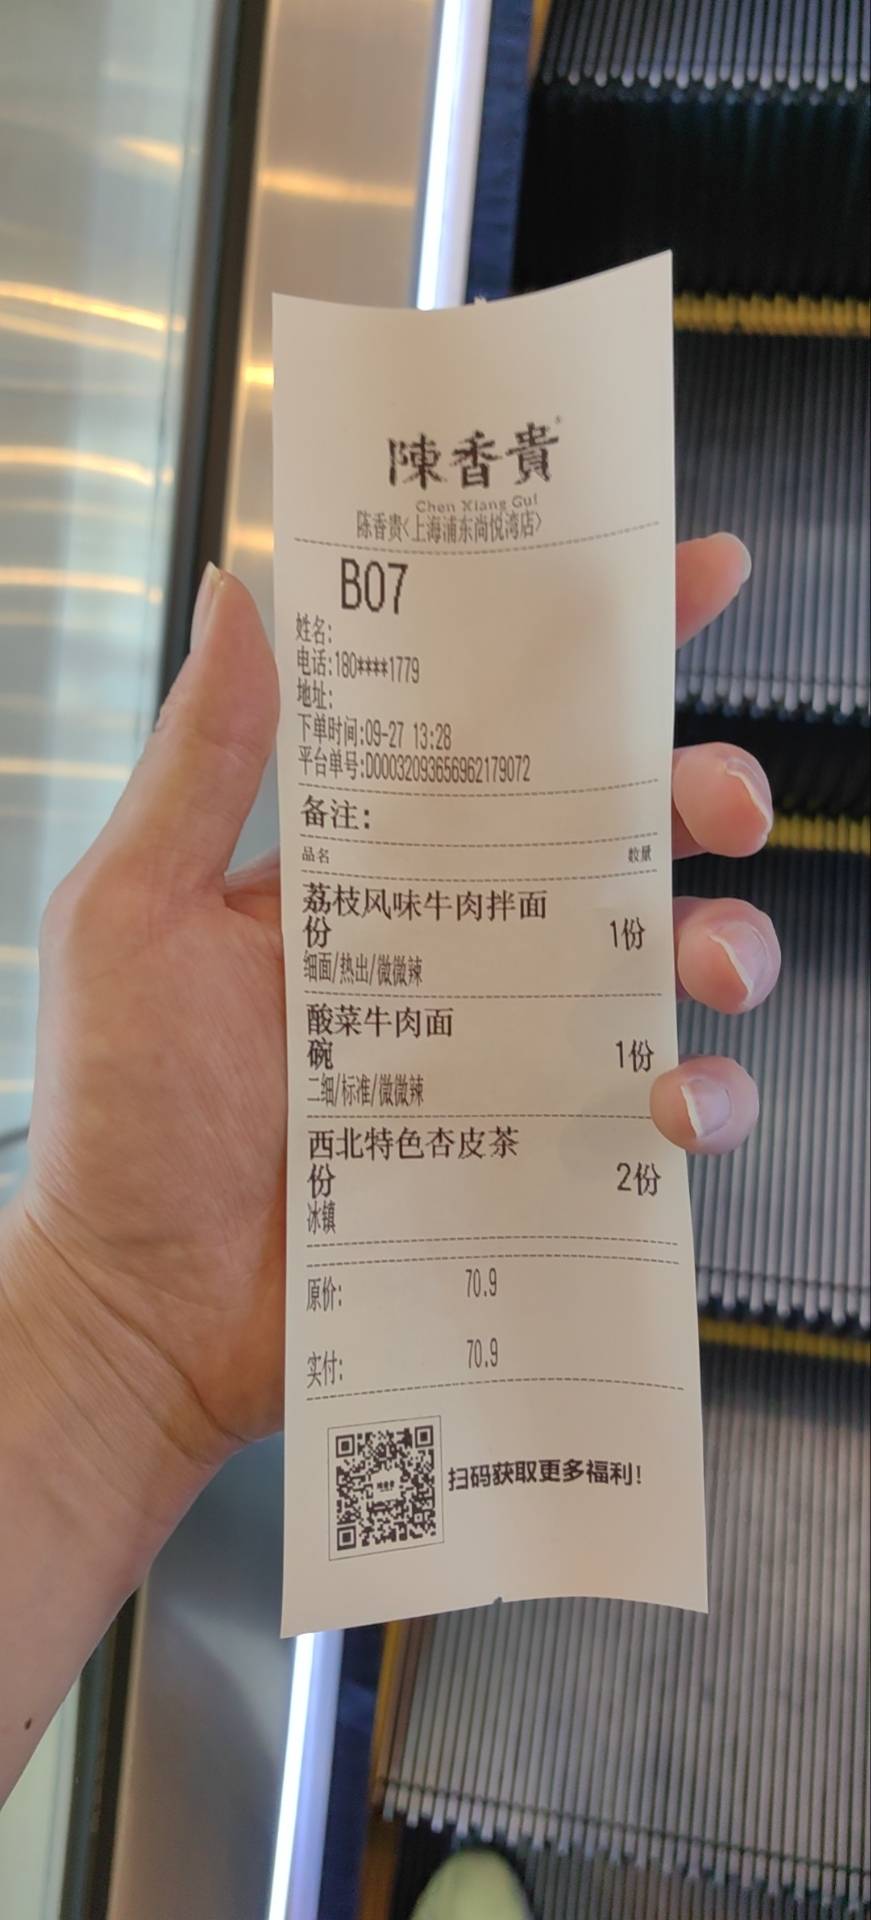 陳香貴
Chen Xiang Gui
陈香贵<上海浦东尚悦湾店>
B07
姓名:
电话:180****1779
地址:
下单时间:09-27 13:28
平台单号:D000320936569621​79072
备注:
品名 数量
荔枝风味牛肉拌面
份 1份
细面/热出/微微辣
酸菜牛肉面
碗 1份
二细/标准/微微辣
西北特色杏皮茶
份 2份
冰镇
原价: 70.9
实付: 70.9
扫码获取更多福利!